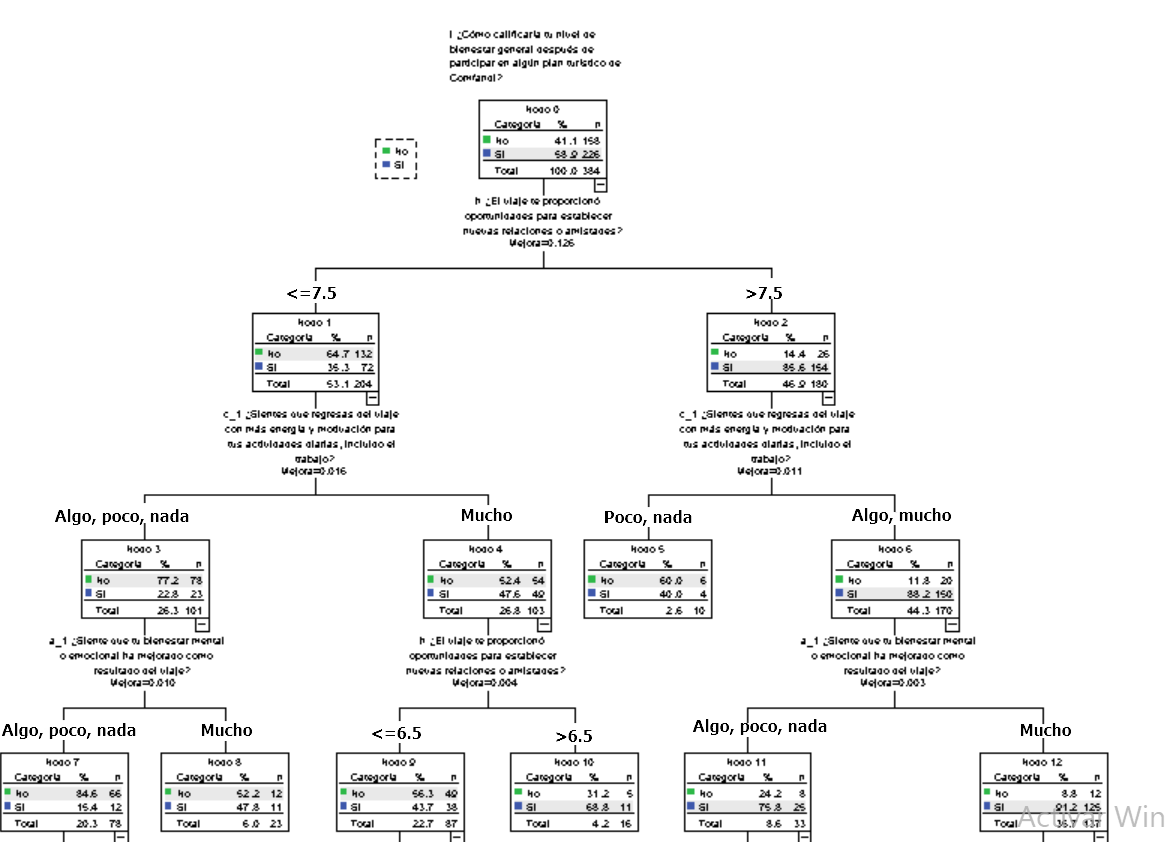 I ¿Cómo calificaría tu nivel de
bienestar general después de
participar en algún plan turístico de
Comfandi?
Nodo 0
Categoría % n
No 41.1 158
Si 58.9 226
Total 100.0 384
No
Si
h ¿El viaje te proporcionó
oportunidades para establecer
nuevas relaciones o amistades?
Mejora=0.126
<=7.5
>7.5
Nodo 1
Categoría % n
No 64.7 132
Si 35.3 72
Total 53.1 204
Nodo 2
Categoría % n
No 14.4 26
Si 85.6 154
Total 46.9 180
c_1 ¿Sientes que regresas del viaje
con más energía y motivación para
tus actividades diarias, incluido el
trabajo?
Mejora=0.016
c_1 ¿Sientes que regresas del viaje
con más energía y motivación para
tus actividades diarias, incluido el
trabajo?
Mejora=0.011
Algo, poco, nada
Mucho
Poco, nada
Algo, mucho
Nodo 3
Categoría % n
No 77.2 78
Si 22.8 23
Total 26.3 101
Nodo 4
Categoría % n
No 52.4 54
Si 47.6 49
Total 26.8 103
Nodo 5
Categoría % n
No 60.0 6
Si 40.0 4
Total 2.6 10
Nodo 6
Categoría % n
No 11.8 20
Si 88.2 150
Total 44.3 170
a_1 ¿Siente que tu bienestar mental
o emocional ha mejorado como
resultado del viaje?
Mejora=0.010
h ¿El viaje te proporcionó
oportunidades para establecer
nuevas relaciones o amistades?
Mejora=0.004
a_1 ¿Siente que tu bienestar mental
o emocional ha mejorado como
resultado del viaje?
Mejora=0.003
Algo, poco, nada
Mucho
<=6.5
>6.5
Algo, poco, nada
Mucho
Nodo 7
Categoría % n
No 84.6 66
Si 15.4 12
Total 20.3 78
Nodo 8
Categoría % n
No 52.2 12
Si 47.8 11
Total 6.0 23
Nodo 9
Categoría % n
No 56.3 49
Si 43.7 38
Total 22.7 87
Nodo 10
Categoría % n
No 31.2 5
Si 68.8 11
Total 4.2 16
Nodo 11
Categoría % n
No 24.2 8
Si 75.8 25
Total 8.6 33
Nodo 12
Categoría % n
No 8.8 12
Si 91.2 125
Total 35.7 137
Activar Win